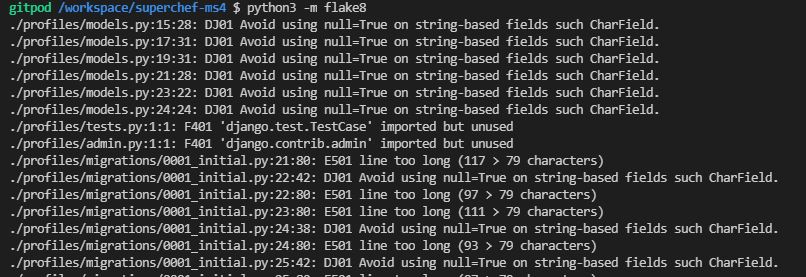 gitpod /workspace/superchef-ms4 $ python3 -m flake8
./profiles/models.py:15:28: DJ01 Avoid using null=True on string-based fields such CharField.
./profiles/models.py:17:31: DJ01 Avoid using null=True on string-based fields such CharField.
./profiles/models.py:19:31: DJ01 Avoid using null=True on string-based fields such CharField.
./profiles/models.py:21:28: DJ01 Avoid using null=True on string-based fields such CharField.
./profiles/models.py:23:22: DJ01 Avoid using null=True on string-based fields such CharField.
./profiles/models.py:24:24: DJ01 Avoid using null=True on string-based fields such CharField.
./profiles/tests.py:1:1: F401 'django.test.TestCase' imported but unused
./profiles/admin.py:1:1: F401 'django.contrib.admin' imported but unused
./profiles/migrations/0001_initial.py:21:80: E501 line too long (117 > 79 characters)
./profiles/migrations/0001_initial.py:22:42: DJ01 Avoid using null=True on string-based fields such CharField.
./profiles/migrations/0001_initial.py:22:80: E501 line too long (97 > 79 characters)
./profiles/migrations/0001_initial.py:23:80: E501 line too long (111 > 79 characters)
./profiles/migrations/0001_initial.py:24:38: DJ01 Avoid using null=True on string-based fields such CharField.
./profiles/migrations/0001_initial.py:24:80: E501 line too long (93 > 79 characters)
./profiles/migrations/0001_initial.py:25:42: DJ01 Avoid using null=True on string-based fields such CharField.